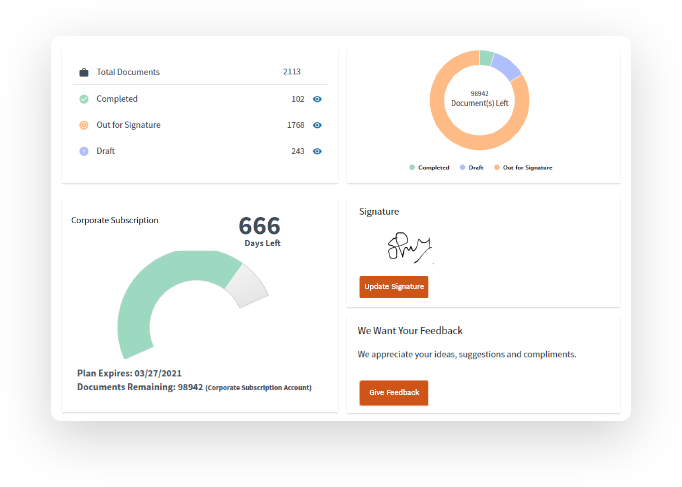 Total Documents 2113
Completed 102
Out for Signature 1768
Draft 243
98942
Document(s) Left
Completed Draft Out for Signature
Corporate Subscription
666
Days Left
Plan Expires: 03/27/2021
Documents Remaining: 98942 (Corporate Subscription Account)
Signature
Update Signature
We Want Your Feedback
We appreciate your ideas, suggestions and compliments.
Give Feedback